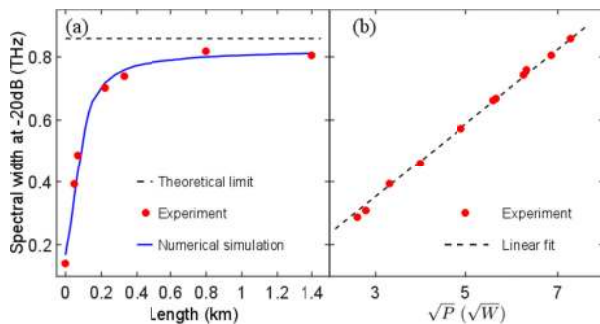 (a)
(b)
Spectral width at -20dB (THz)
0.8
0.6
0.4
0.2
Theoretical limit
Experiment
Numerical simulation
Experiment
Linear fit
0 0.2 0.4 0.6 0.8 1.0 1.2 1.4
3 5 7
Length (km)
√P (√W)